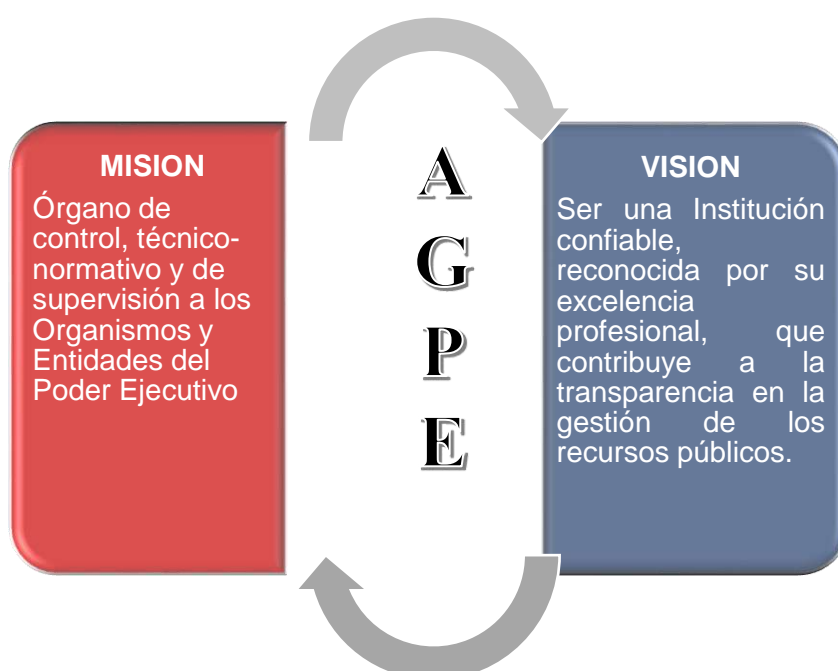 MISION
Órgano de
control, técnico-
normativo y de
supervisión a los
Organismos y
Entidades del
Poder Ejecutivo
A
G
P
E
VISION
Ser una Institución
confiable,
reconocida por su
excelencia
profesional, que
contribuye a la
transparencia en la
gestión de los
recursos públicos.